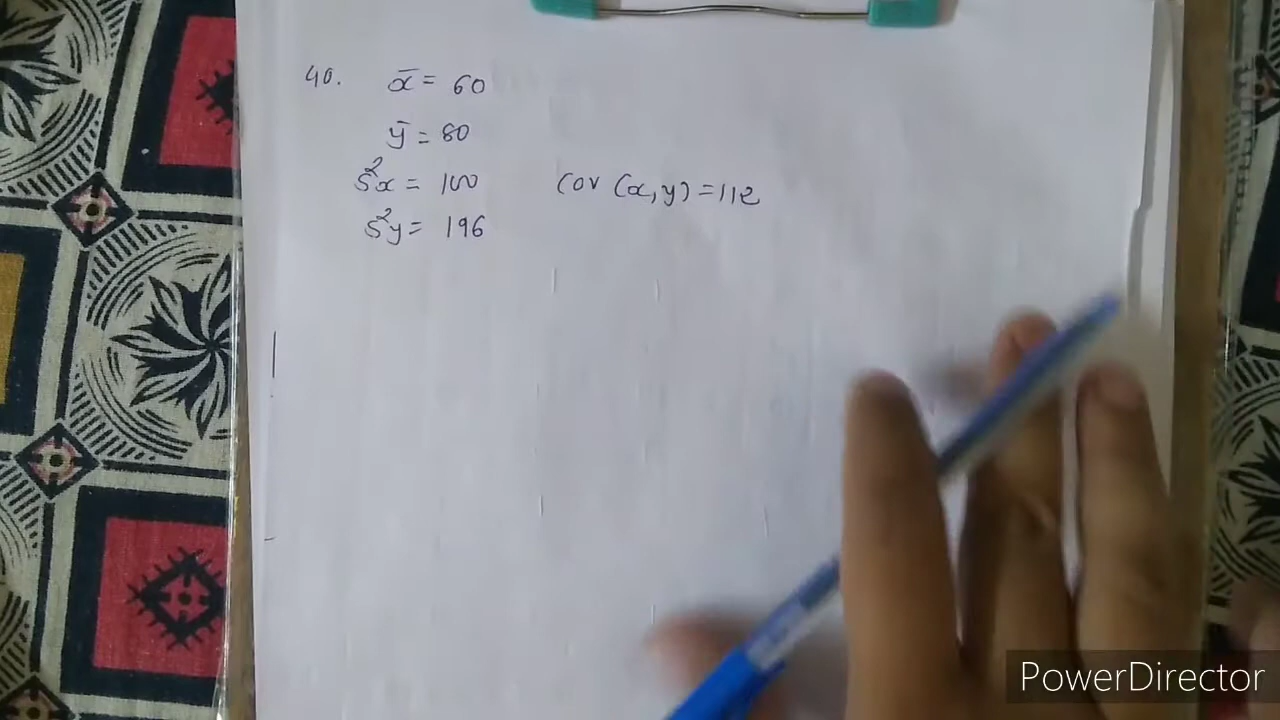 40. x̄ = 60
ȳ = 80
s²x = 100 Cov (x,y) = 112
s²y = 196
PowerDirector